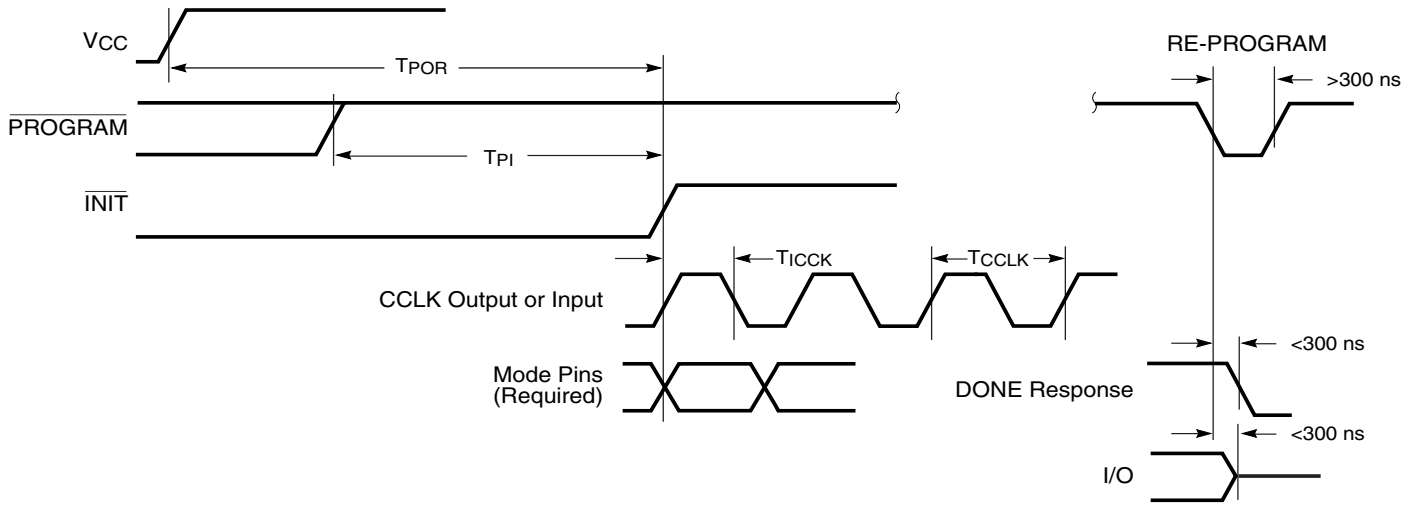 VCC
RE-PROGRAM
TPOR
>300 ns
PROGRAM
TPI
INIT
TICCK
TCCLK
CCLK Output or Input
<300 ns
Mode Pins
(Required)
DONE Response
<300 ns
I/O